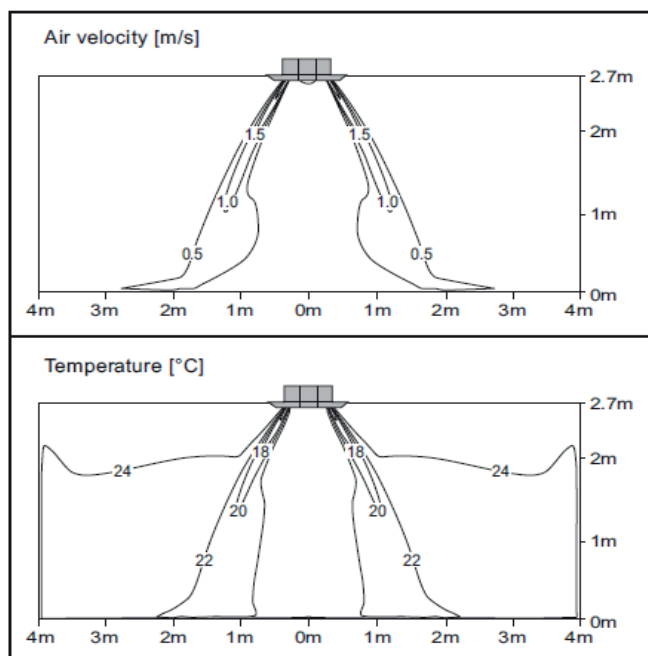 Air velocity [m/s]
2.7m
1.5 1.5 2m
1.0 1.0 1m
0.5 0.5
0m
4m 3m 2m 1m 0m 1m 2m 3m 4m
Temperature [°C]
2.7m
18 18 2m
24 24
20 20
1m
22 22
0m
4m 3m 2m 1m 0m 1m 2m 3m 4m